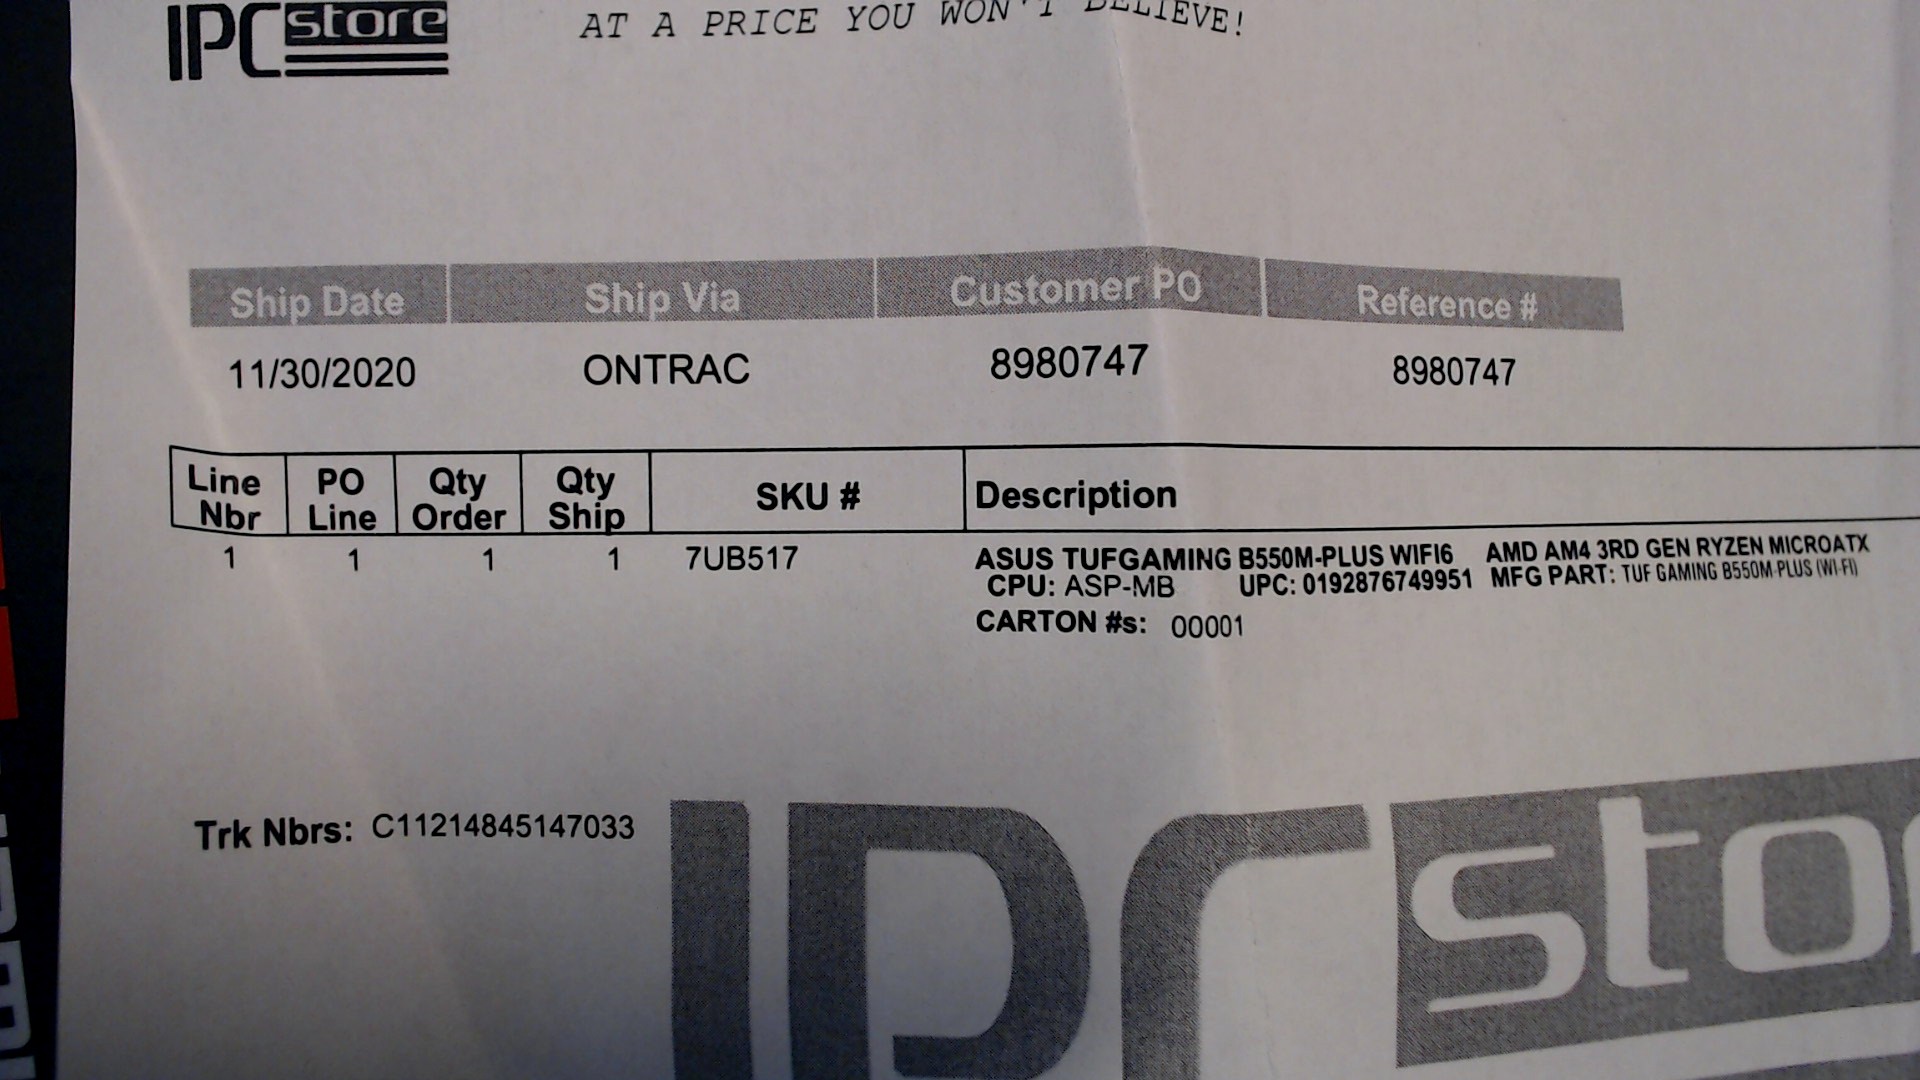 IPC store
AT A PRICE YOU WON'T BELIEVE!
Ship Date Ship Via Customer PO Reference #
11/30/2020 ONTRAC 8980747 8980747
Line Nbr PO Line Qty Order Qty Ship SKU # Description
1 1 1 1 7UB517 ASUS TUFGAMING B550M-PLUS WIFI6 AMD AM4 3RD GEN RYZEN MICROATX
CPU: ASP-MB UPC: 0192876749951 MFG PART: TUF GAMING B550M-PLUS (WI-FI)
CARTON #s: 00001
Trk Nbrs: C11214845147033
IPC stor